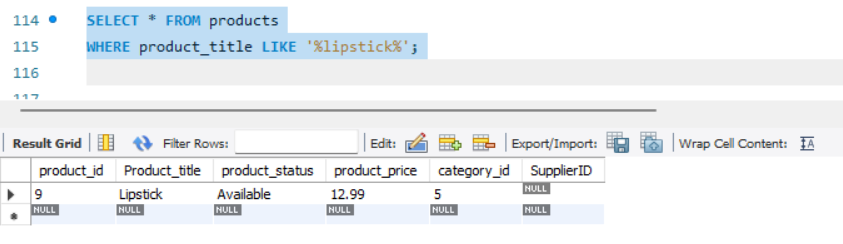 114 SELECT * FROM products
115 WHERE product_title LIKE '%lipstick%';
116
117
Result Grid Filter Rows: Edit: Export/Import: Wrap Cell Content:
product_id Product_title product_status product_price category_id SupplierID
9 Lipstick Available 12.99 5 NULL
NULL NULL NULL NULL NULL NULL